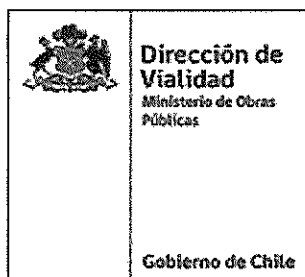 Dirección de
Vialidad
Ministerio de Obras
Públicas
Gobierno de Chile